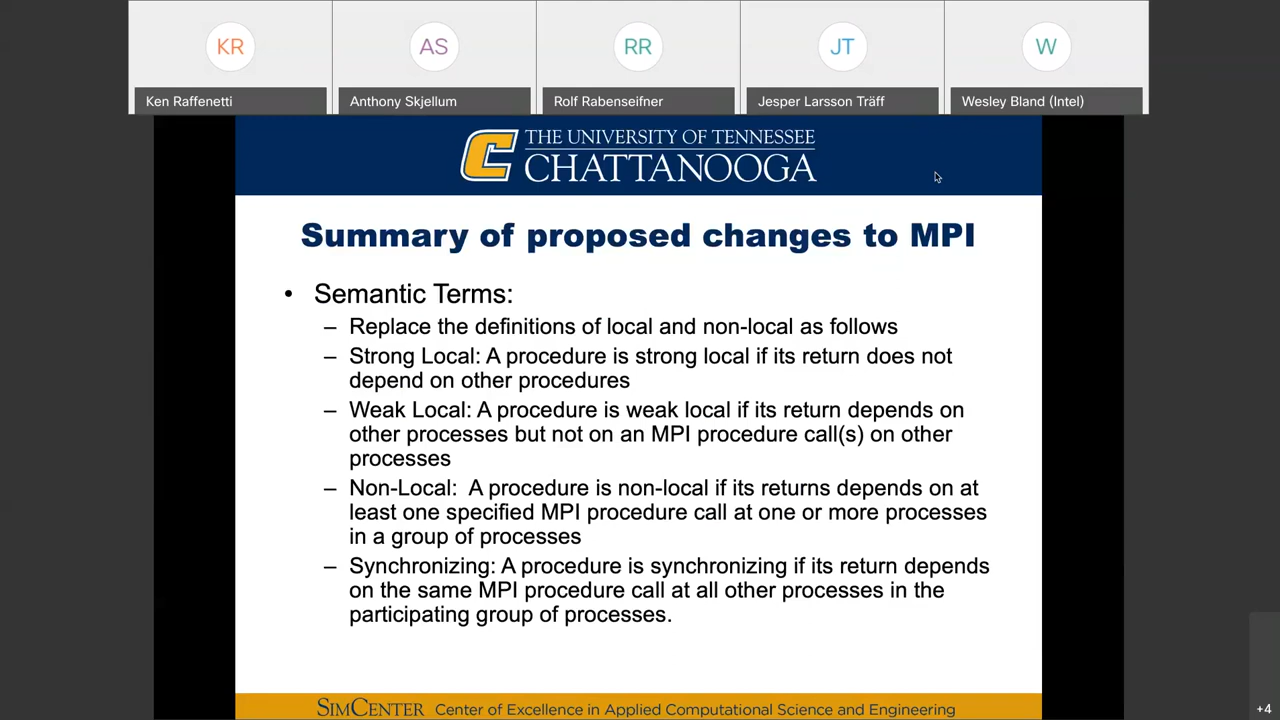 KR
AS
RR
JT
W
Ken Raffenetti
Anthony Skjellum
Rolf Rabenseifner
Jesper Larsson Träff
Wesley Bland (Intel)
C
THE UNIVERSITY OF TENNESSEE
CHATTANOOGA
Summary of proposed changes to MPI
• Semantic Terms:
– Replace the definitions of local and non-local as follows
– Strong Local: A procedure is strong local if its return does not
depend on other procedures
– Weak Local: A procedure is weak local if its return depends on
other processes but not on an MPI procedure call(s) on other
processes
– Non-Local: A procedure is non-local if its returns depends on at
least one specified MPI procedure call at one or more processes
in a group of processes
– Synchronizing: A procedure is synchronizing if its return depends
on the same MPI procedure call at all other processes in the
participating group of processes.
SIMCENTER Center of Excellence in Applied Computational Science and Engineering
+4